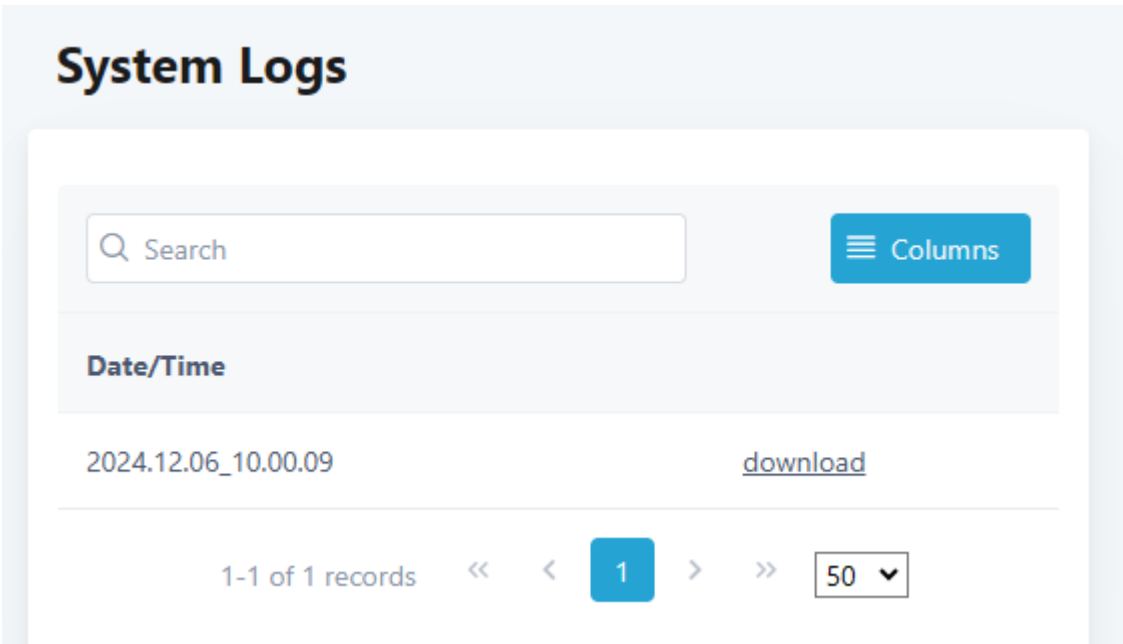 System Logs
Search
Columns
Date/Time
2024.12.06_10.00.09 download
1-1 of 1 records « < 1 > » 50